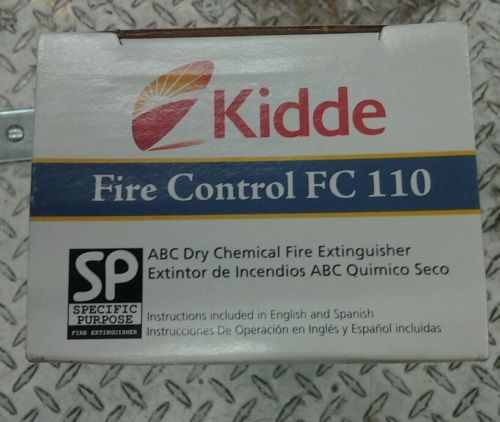 Kidde
Fire Control FC 110
SP
SPECIFIC
PURPOSE
FIRE EXTINGUISHER
ABC Dry Chemical Fire Extinguisher
Extintor de Incendios ABC Quimico Seco
Instructions included in English and Spanish
Instrucciones De Operación en Inglés y Español incluidas